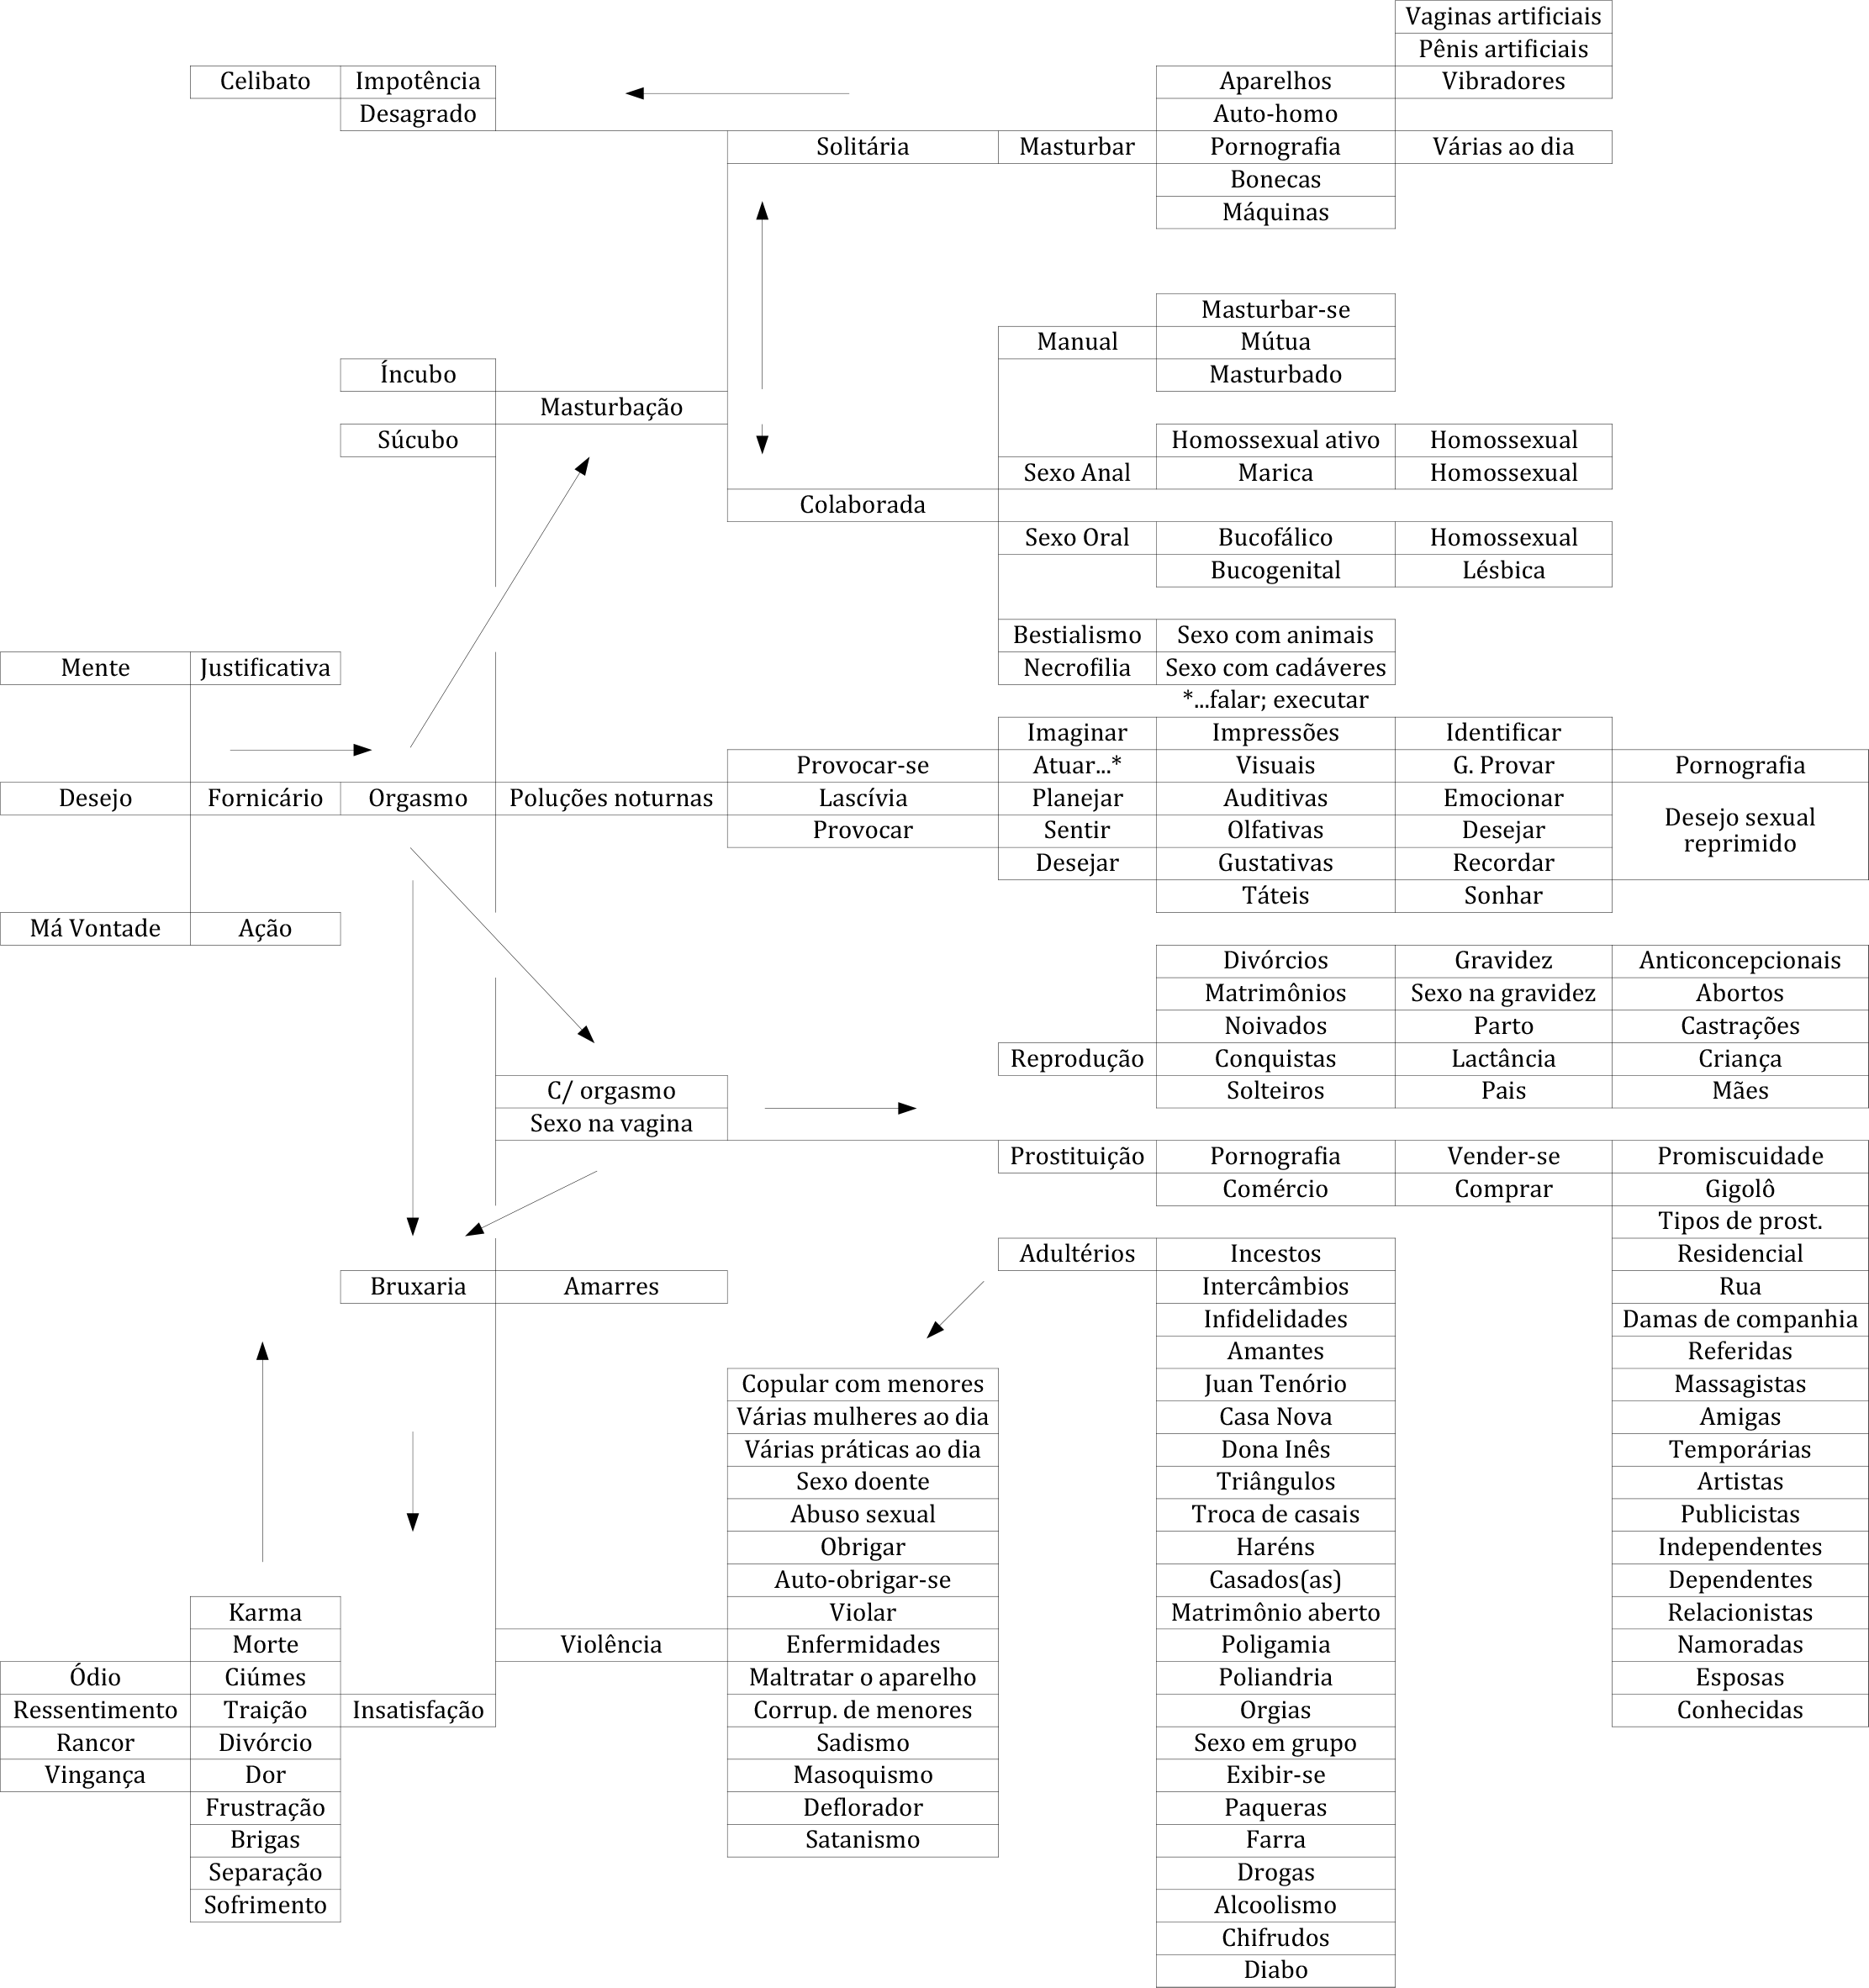 Vaginas artificiais
Pênis artificiais
Celibato Impotência Aparelhos Vibradores
Desagrado Auto-homo
Solitária Masturbar Pornografia Várias ao dia
Bonecas
Máquinas
Masturbar-se
Manual Mútua
Íncubo Masturbado
Masturbação
Súcubo Homossexual ativo Homossexual
Sexo Anal Marica Homossexual
Colaborada
Sexo Oral Bucofálico Homossexual
Bucogenital Lésbica
Bestialismo Sexo com animais
Mente Justificativa Necrofilia Sexo com cadáveres
*...falar; executar
Imaginar Impressões Identificar
Provocar-se Atuar...* Visuais G. Provar Pornografia
Desejo Fornicário Orgasmo Poluções noturnas Lascívia Planejar Auditivas Emocionar
Desejo sexual
Provocar Sentir Olfativas Desejar
reprimido
Desejar Gustativas Recordar
Táteis Sonhar
Má Vontade Ação
Divórcios Gravidez Anticoncepcionais
Matrimônios Sexo na gravidez Abortos
Noivados Parto Castrações
Reprodução Conquistas Lactância Criança
C/ orgasmo Solteiros Pais Mães
Sexo na vagina
Prostituição Pornografia Vender-se Promiscuidade
Comércio Comprar Gigolô
Tipos de prost.
Adultérios Incestos Residencial
Bruxaria Amarres Intercâmbios Rua
Infidelidades Damas de companhia
Amantes Referidas
Copular com menores Juan Tenório Massagistas
Várias mulheres ao dia Casa Nova Amigas
Várias práticas ao dia Dona Inês Temporárias
Sexo doente Triângulos Artistas
Abuso sexual Troca de casais Publicistas
Obrigar Haréns Independentes
Auto-obrigar-se Casados(as) Dependentes
Karma Violar Matrimônio aberto Relacionistas
Morte Violência Enfermidades Poligamia Namoradas
Ódio Ciúmes Maltratar o aparelho Poliandria Esposas
Ressentimento Traição Insatisfação Corrup. de menores Orgias Conhecidas
Rancor Divórcio Sadismo Sexo em grupo
Vingança Dor Masoquismo Exibir-se
Frustração Deflorador Paqueras
Brigas Satanismo Farra
Separação Drogas
Sofrimento Alcoolismo
Chifrudos
Diabo